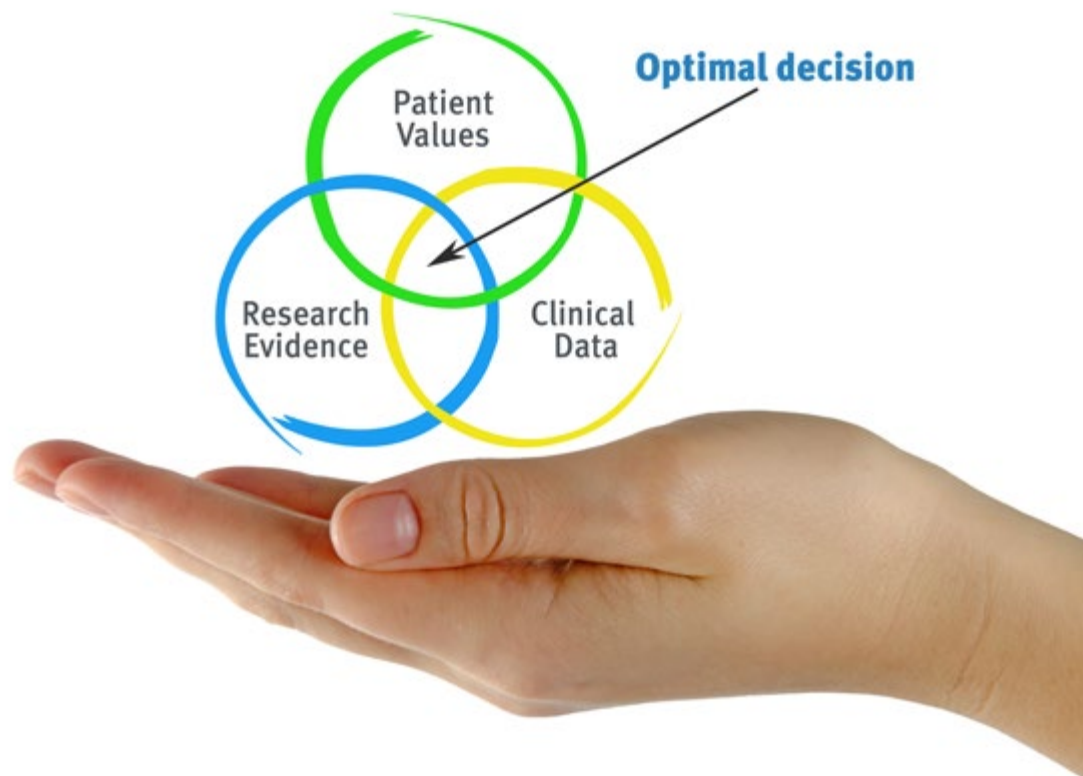 Optimal decision
Patient
Values
Research
Evidence
Clinical
Data